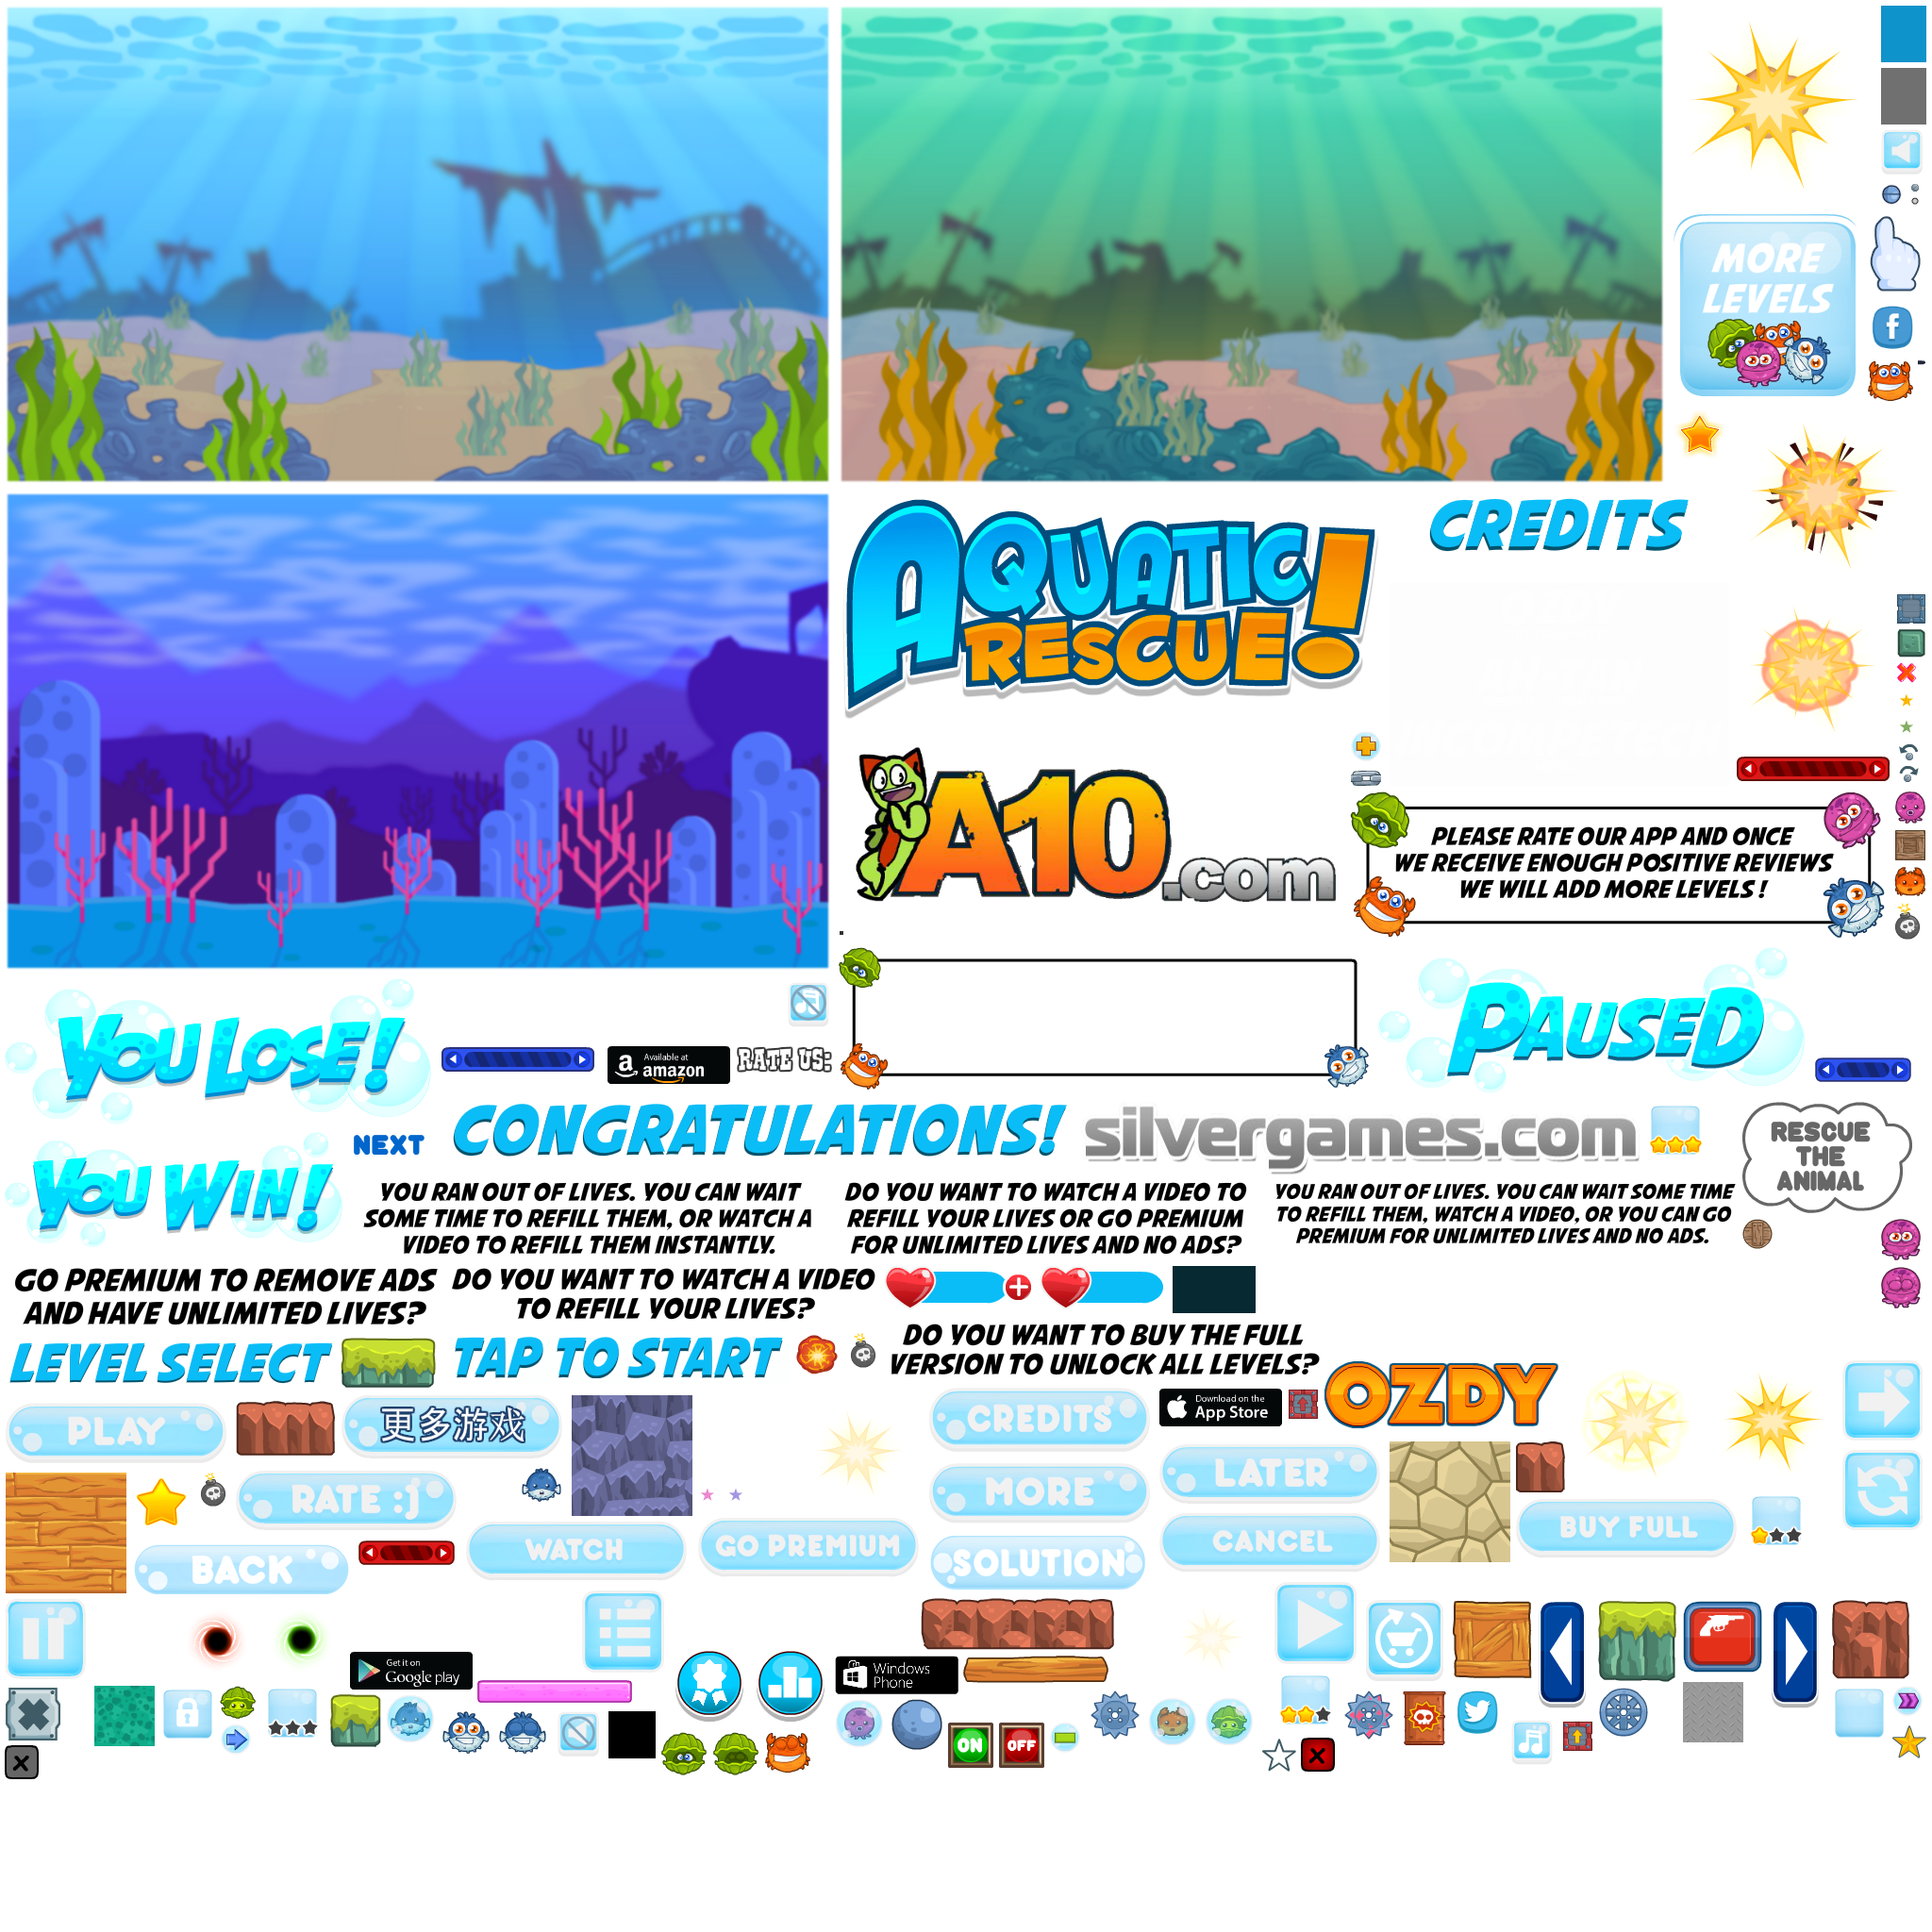 MORE
LEVELS
f
CREDITS
AQUATIC
RESCUE!
A10.com
PLEASE RATE OUR APP AND ONCE
WE RECEIVE ENOUGH POSITIVE REVIEWS
WE WILL ADD MORE LEVELS !
YOU LOSE!
Available at
amazon
RATE US:
PAUSED
YOU WIN!
NEXT
CONGRATULATIONS!
silvergames.com
RESCUE
THE
ANIMAL
YOU RAN OUT OF LIVES. YOU CAN WAIT
SOME TIME TO REFILL THEM, OR WATCH A
VIDEO TO REFILL THEM INSTANTLY.
DO YOU WANT TO WATCH A VIDEO TO
REFILL YOUR LIVES OR GO PREMIUM
FOR UNLIMITED LIVES AND NO ADS?
YOU RAN OUT OF LIVES. YOU CAN WAIT SOME TIME
TO REFILL THEM, WATCH A VIDEO, OR YOU CAN GO
PREMIUM FOR UNLIMITED LIVES AND NO ADS.
GO PREMIUM TO REMOVE ADS
AND HAVE UNLIMITED LIVES?
DO YOU WANT TO WATCH A VIDEO
TO REFILL YOUR LIVES?
LEVEL SELECT
TAP TO START
DO YOU WANT TO BUY THE FULL
VERSION TO UNLOCK ALL LEVELS?
PLAY
更多游戏
CREDITS
Download on the
App Store
OZDY
RATE :)
MORE
LATER
BUY FULL
BACK
WATCH
GO PREMIUM
SOLUTION
CANCEL
Get it on
Google play
Windows
Phone
ON
OFF